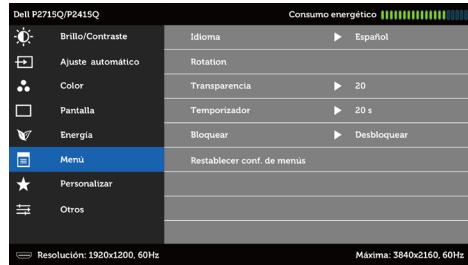 Dell P2715Q/P2415Q Consumo energético
Brillo/Contraste Idioma Español
Ajuste automático Rotation
Color Transparencia 20
Pantalla Temporizador 20 s
Energía Bloquear Desbloquear
Menú Restablecer conf. de menús
Personalizar
Otros
Resolución: 1920x1200, 60Hz Máxima: 3840x2160, 60Hz